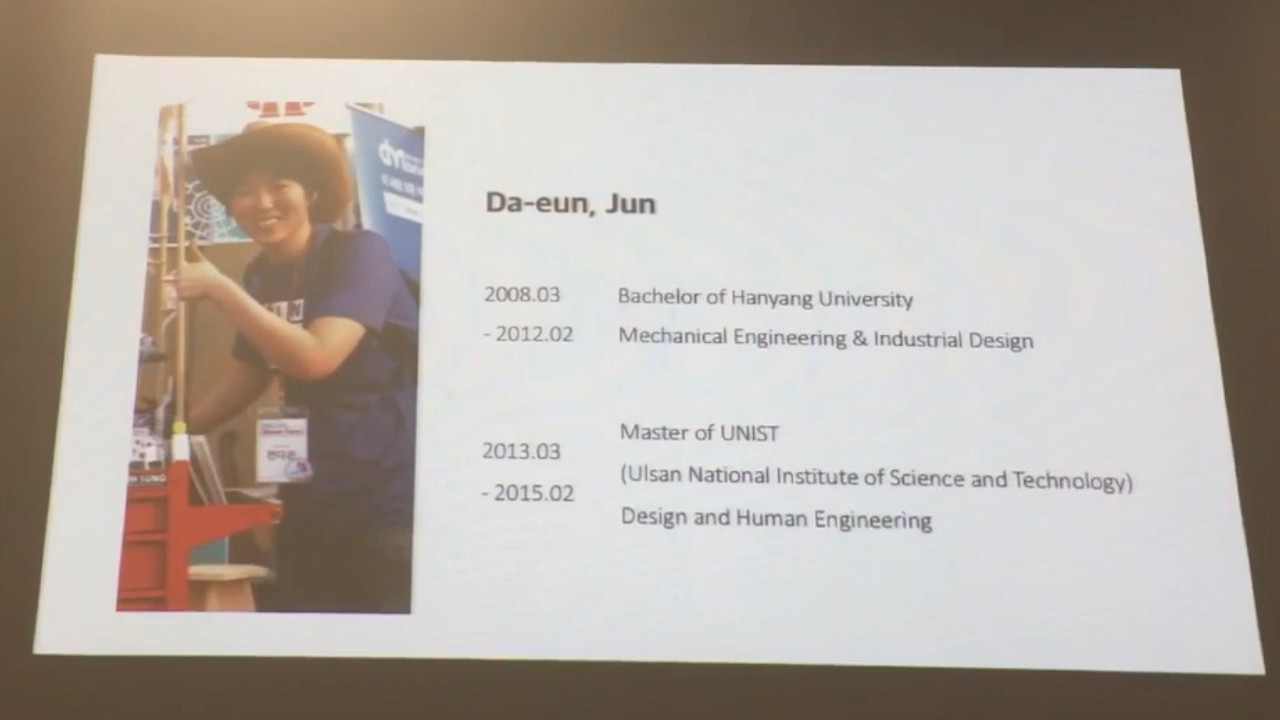 Da-eun, Jun
2008.03
- 2012.02
Bachelor of Hanyang University
Mechanical Engineering & Industrial Design
2013.03
- 2015.02
Master of UNIST
(Ulsan National Institute of Science and Technology)
Design and Human Engineering